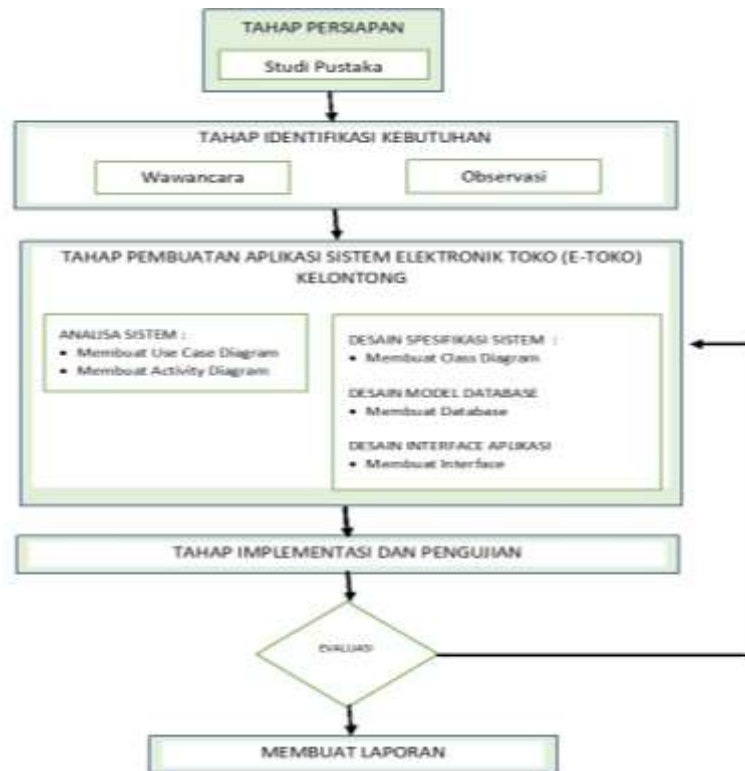 TAHAP PERSIAPAN
Studi Pustaka
TAHAP IDENTIFIKASI KEBUTUHAN
Wawancara
Observasi
TAHAP PEMBUATAN APLIKASI SISTEM ELEKTRONIK TOKO (E-TOKO)
KELONTONG
ANALISA SISTEM :
• Membuat Use Case Diagram
• Membuat Activity Diagram
DESAIN SPESIFIKASI SISTEM :
• Membuat Class Diagram
DESAIN MODEL DATABASE
• Membuat Database
DESAIN INTERFACE APLIKASI
• Membuat Interface
TAHAP IMPLEMENTASI DAN PENGUJIAN
EVALUASI
MEMBUAT LAPORAN